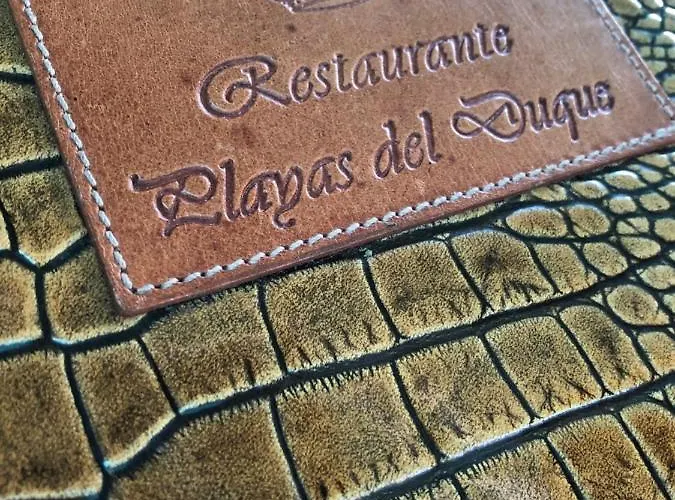 Restaurante
Playas del Duque